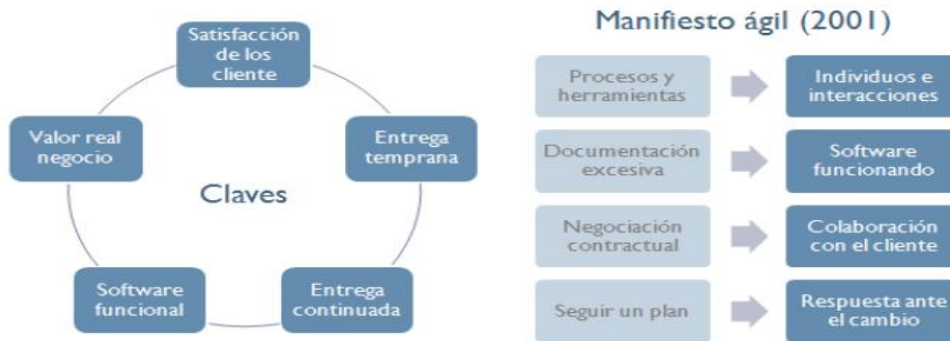 Satisfacción
de los
cliente
Entrega
temprana
Entrega
continuada
Software
funcional
Valor real
negocio
Claves
Manifiesto ágil (2001)
Procesos y
herramientas
Individuos e
interacciones
Documentación
excesiva
Software
funcionando
Negociación
contractual
Colaboración
con el cliente
Seguir un plan
Respuesta ante
el cambio